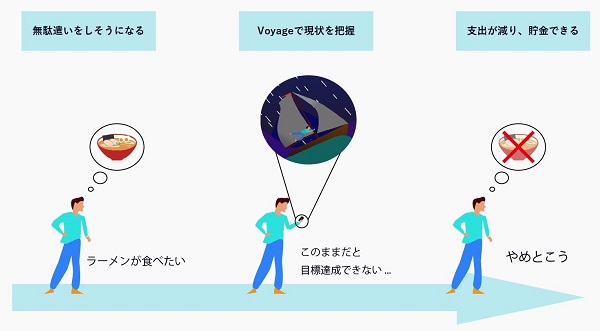 無駄遣いをしそうになる
Voyageで現状を把握
支出が減り、貯金できる
ラーメンが食べたい
このままだと
目標達成できない...
やめとこう